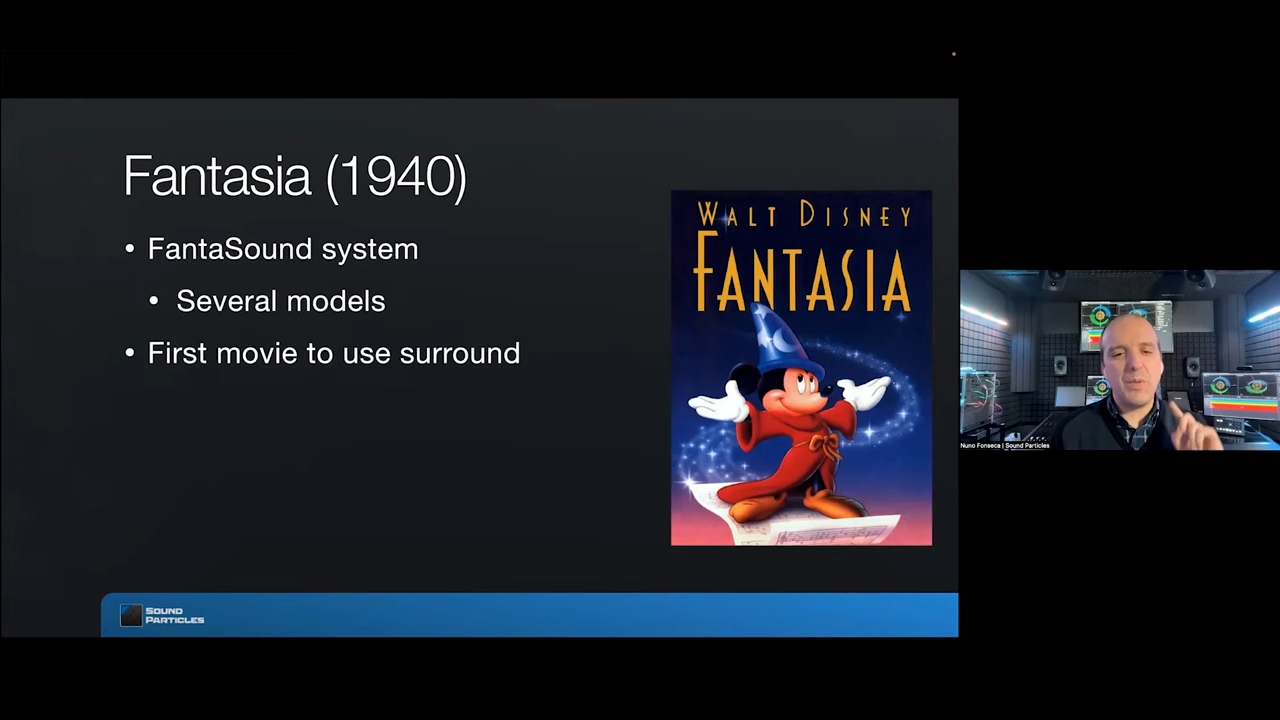 Fantasia (1940)
• FantaSound system
• Several models
• First movie to use surround
WALT DISNEY
FANTASIA
SOUND
PARTICLES
Nuno Fonseca | Sound Particles